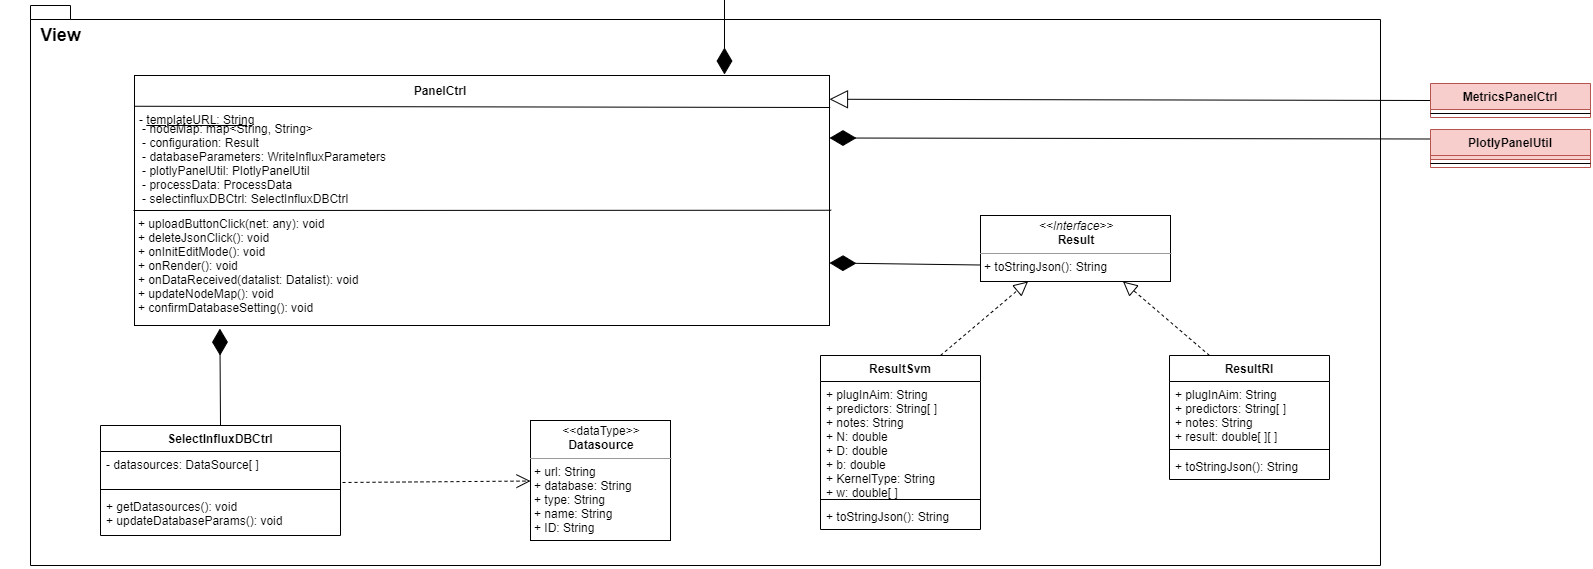 View
PanelCtrl
- templateURL: String
- nodeMap: map<String, String>
- configuration: Result
- databaseParameters: WriteInfluxParameters
- plotlyPanelUtil: PlotlyPanelUtil
- processData: ProcessData
- selectinfluxDBCtrl: SelectInfluxDBCtrl
+ uploadButtonClick(net: any): void
+ deleteJsonClick(): void
+ onInitEditMode(): void
+ onRender(): void
+ onDataReceived(datalist: Datalist): void
+ updateNodeMap(): void
+ confirmDatabaseSetting(): void
MetricsPanelCtrl
PlotlyPanelUtil
<<Interface>>
Result
+ toStringJson(): String
ResultSvm
+ plugInAim: String
+ predictors: String[ ]
+ notes: String
+ N: double
+ D: double
+ b: double
+ KernelType: String
+ w: double[ ]
+ toStringJson(): String
ResultRl
+ plugInAim: String
+ predictors: String[ ]
+ notes: String
+ result: double[ ][ ]
+ toStringJson(): String
SelectInfluxDBCtrl
- datasources: DataSource[ ]
+ getDatasources(): void
+ updateDatabaseParams(): void
<<dataType>>
Datasource
+ url: String
+ database: String
+ type: String
+ name: String
+ ID: String